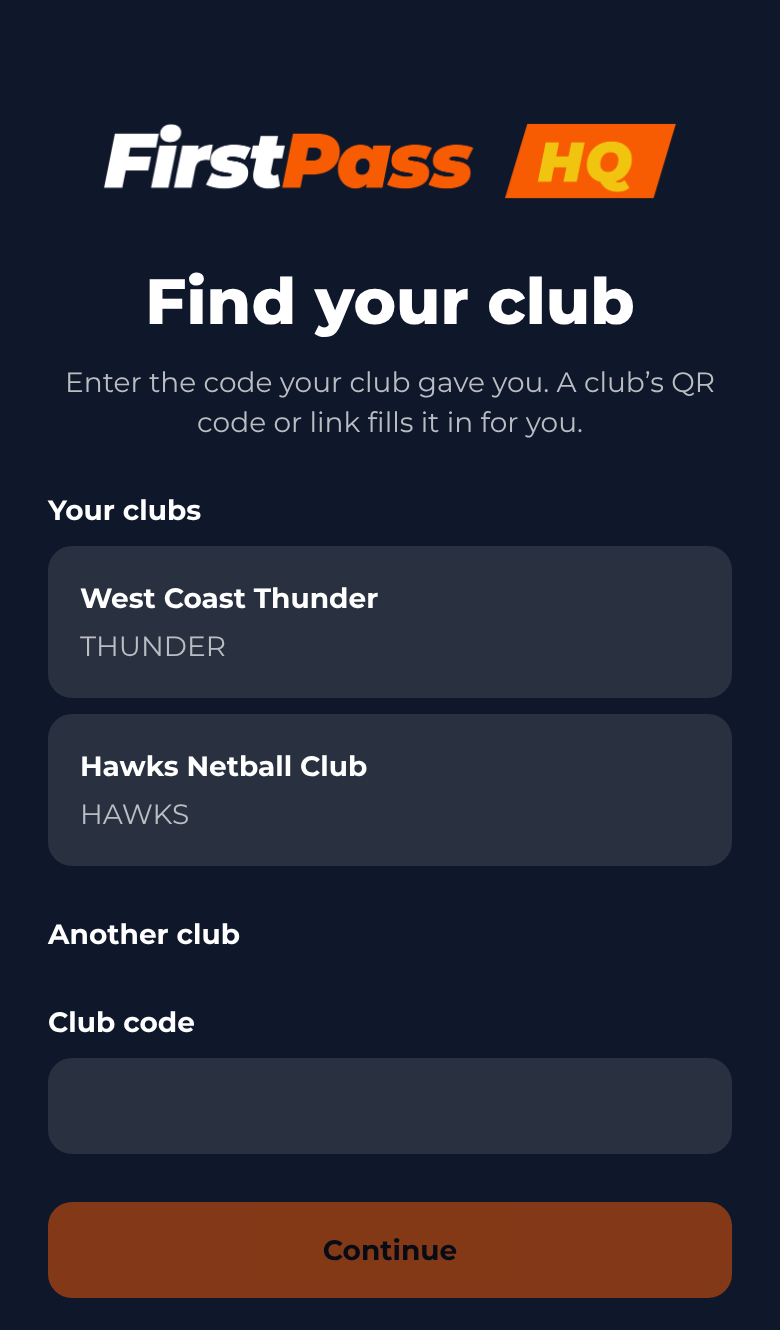 FirstPass HQ
Find your club
Enter the code your club gave you. A club’s QR
code or link fills it in for you.
Your clubs
West Coast Thunder
THUNDER
Hawks Netball Club
HAWKS
Another club
Club code
Continue